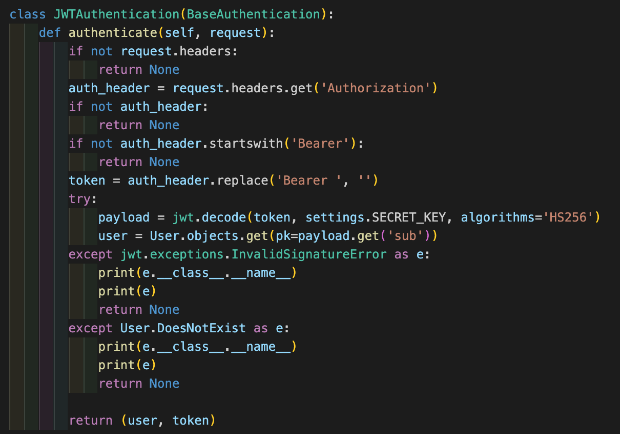 class JWTAuthentication(BaseAuthentication):
    def authenticate(self, request):
        if not request.headers:
            return None
        auth_header = request.headers.get('Authorization')
        if not auth_header:
            return None
        if not auth_header.startswith('Bearer'):
            return None
        token = auth_header.replace('Bearer ', '')
        try:
            payload = jwt.decode(token, settings.SECRET_KEY, algorithms='HS256')
            user = User.objects.get(pk=payload.get('sub'))
        except jwt.exceptions.InvalidSignatureError as e:
            print(e.__class__.__name__)
            print(e)
            return None
        except User.DoesNotExist as e:
            print(e.__class__.__name__)
            print(e)
            return None

        return (user, token)